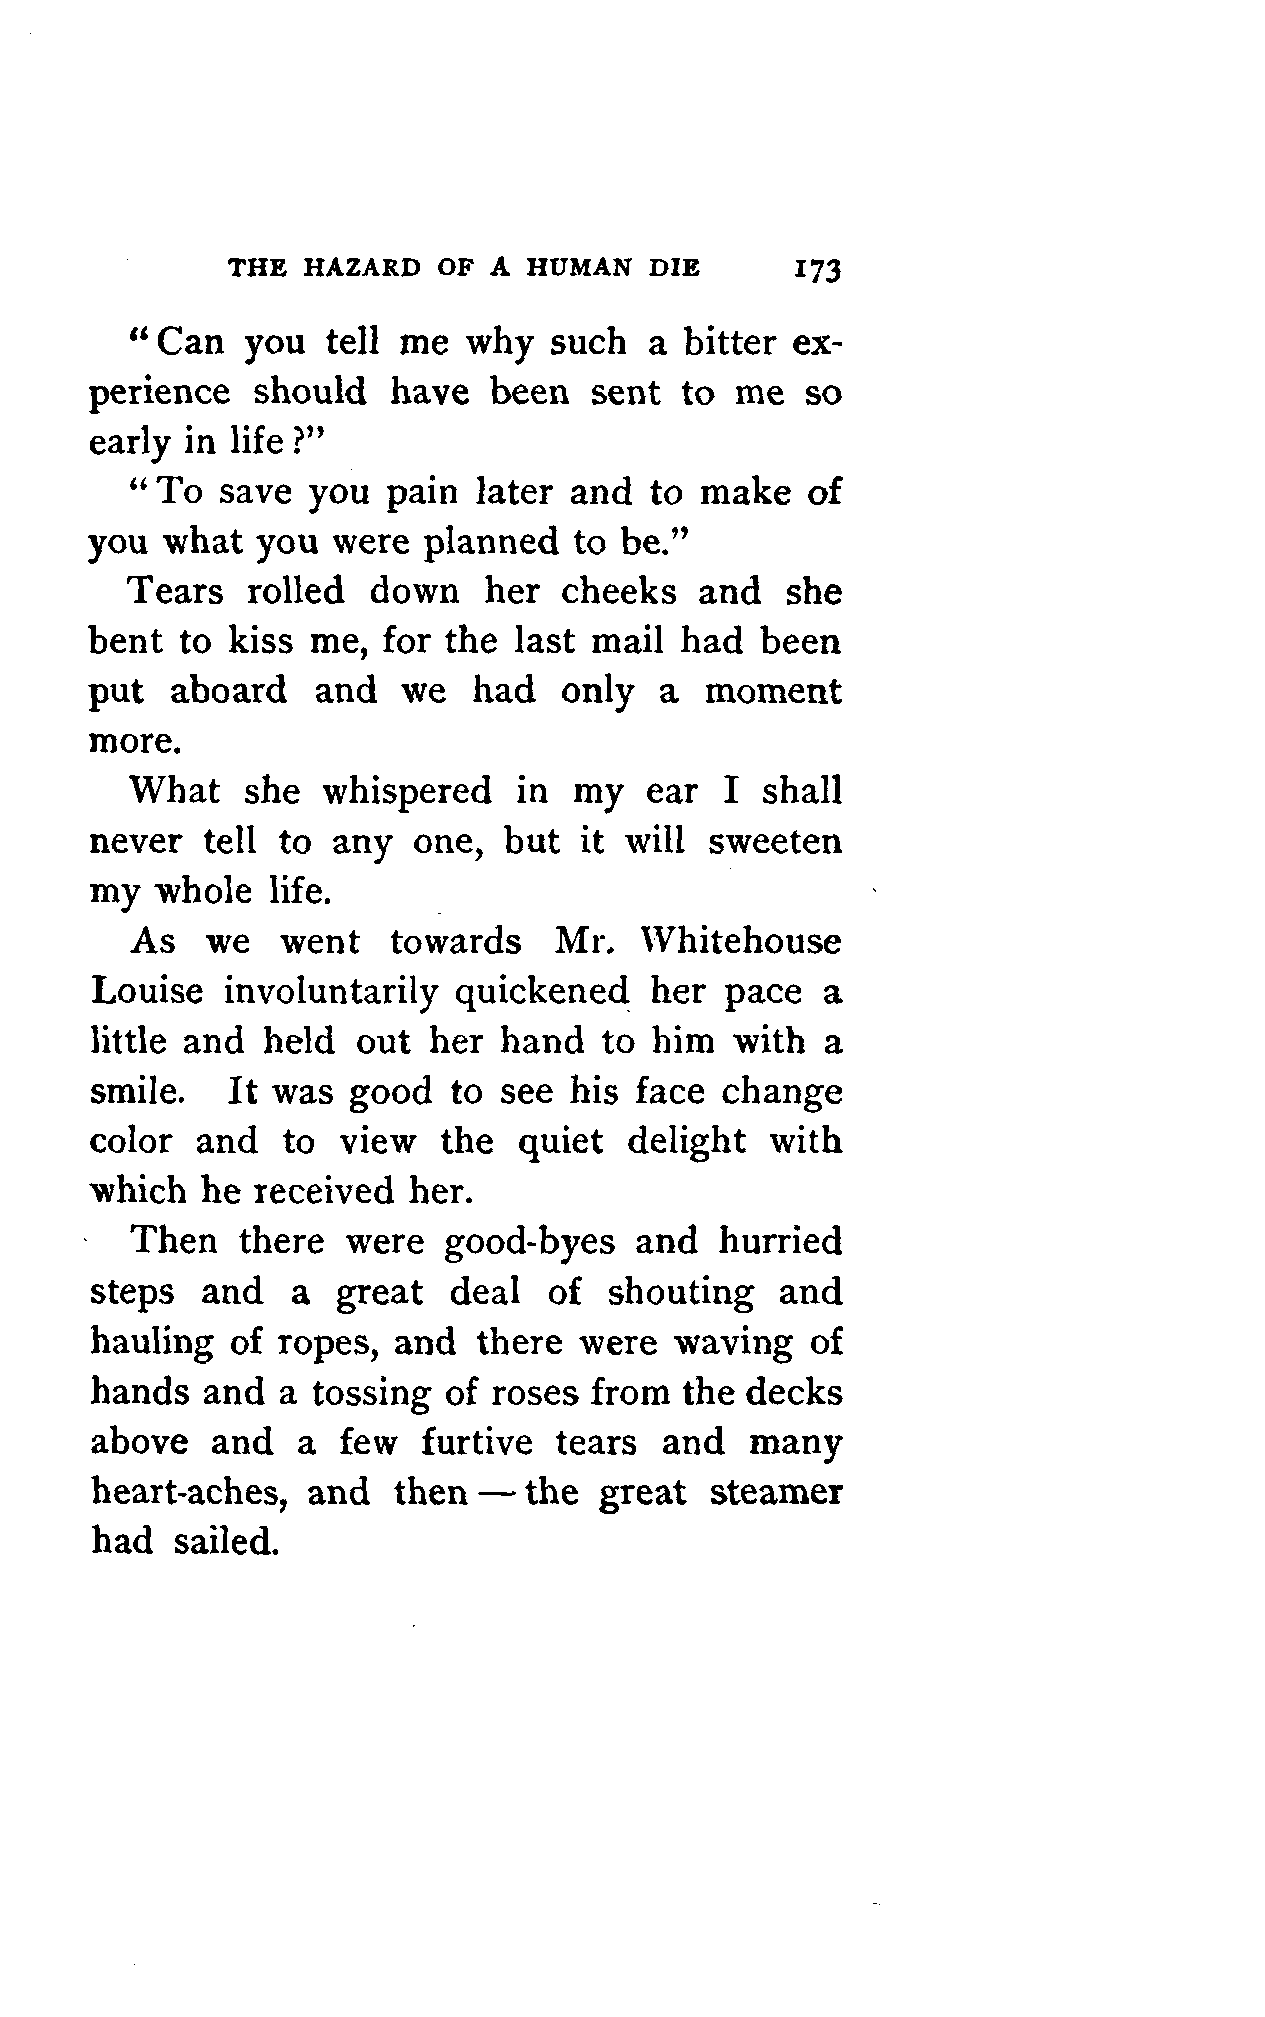 THE HAZARD OF A HUMAN DIE 173
“Can you tell me why such a bitter ex-
perience should have been sent to me so
early in life?”
“To save you pain later and to make of
you what you were planned to be.”
Tears rolled down her cheeks and she
bent to kiss me, for the last mail had been
put aboard and we had only a moment
more.
What she whispered in my ear I shall
never tell to any one, but it will sweeten
my whole life.
As we went towards Mr. Whitehouse
Louise involuntarily quickened her pace a
little and held out her hand to him with a
smile. It was good to see his face change
color and to view the quiet delight with
which he received her.
Then there were good-byes and hurried
steps and a great deal of shouting and
hauling of ropes, and there were waving of
hands and a tossing of roses from the decks
above and a few furtive tears and many
heart-aches, and then — the great steamer
had sailed.